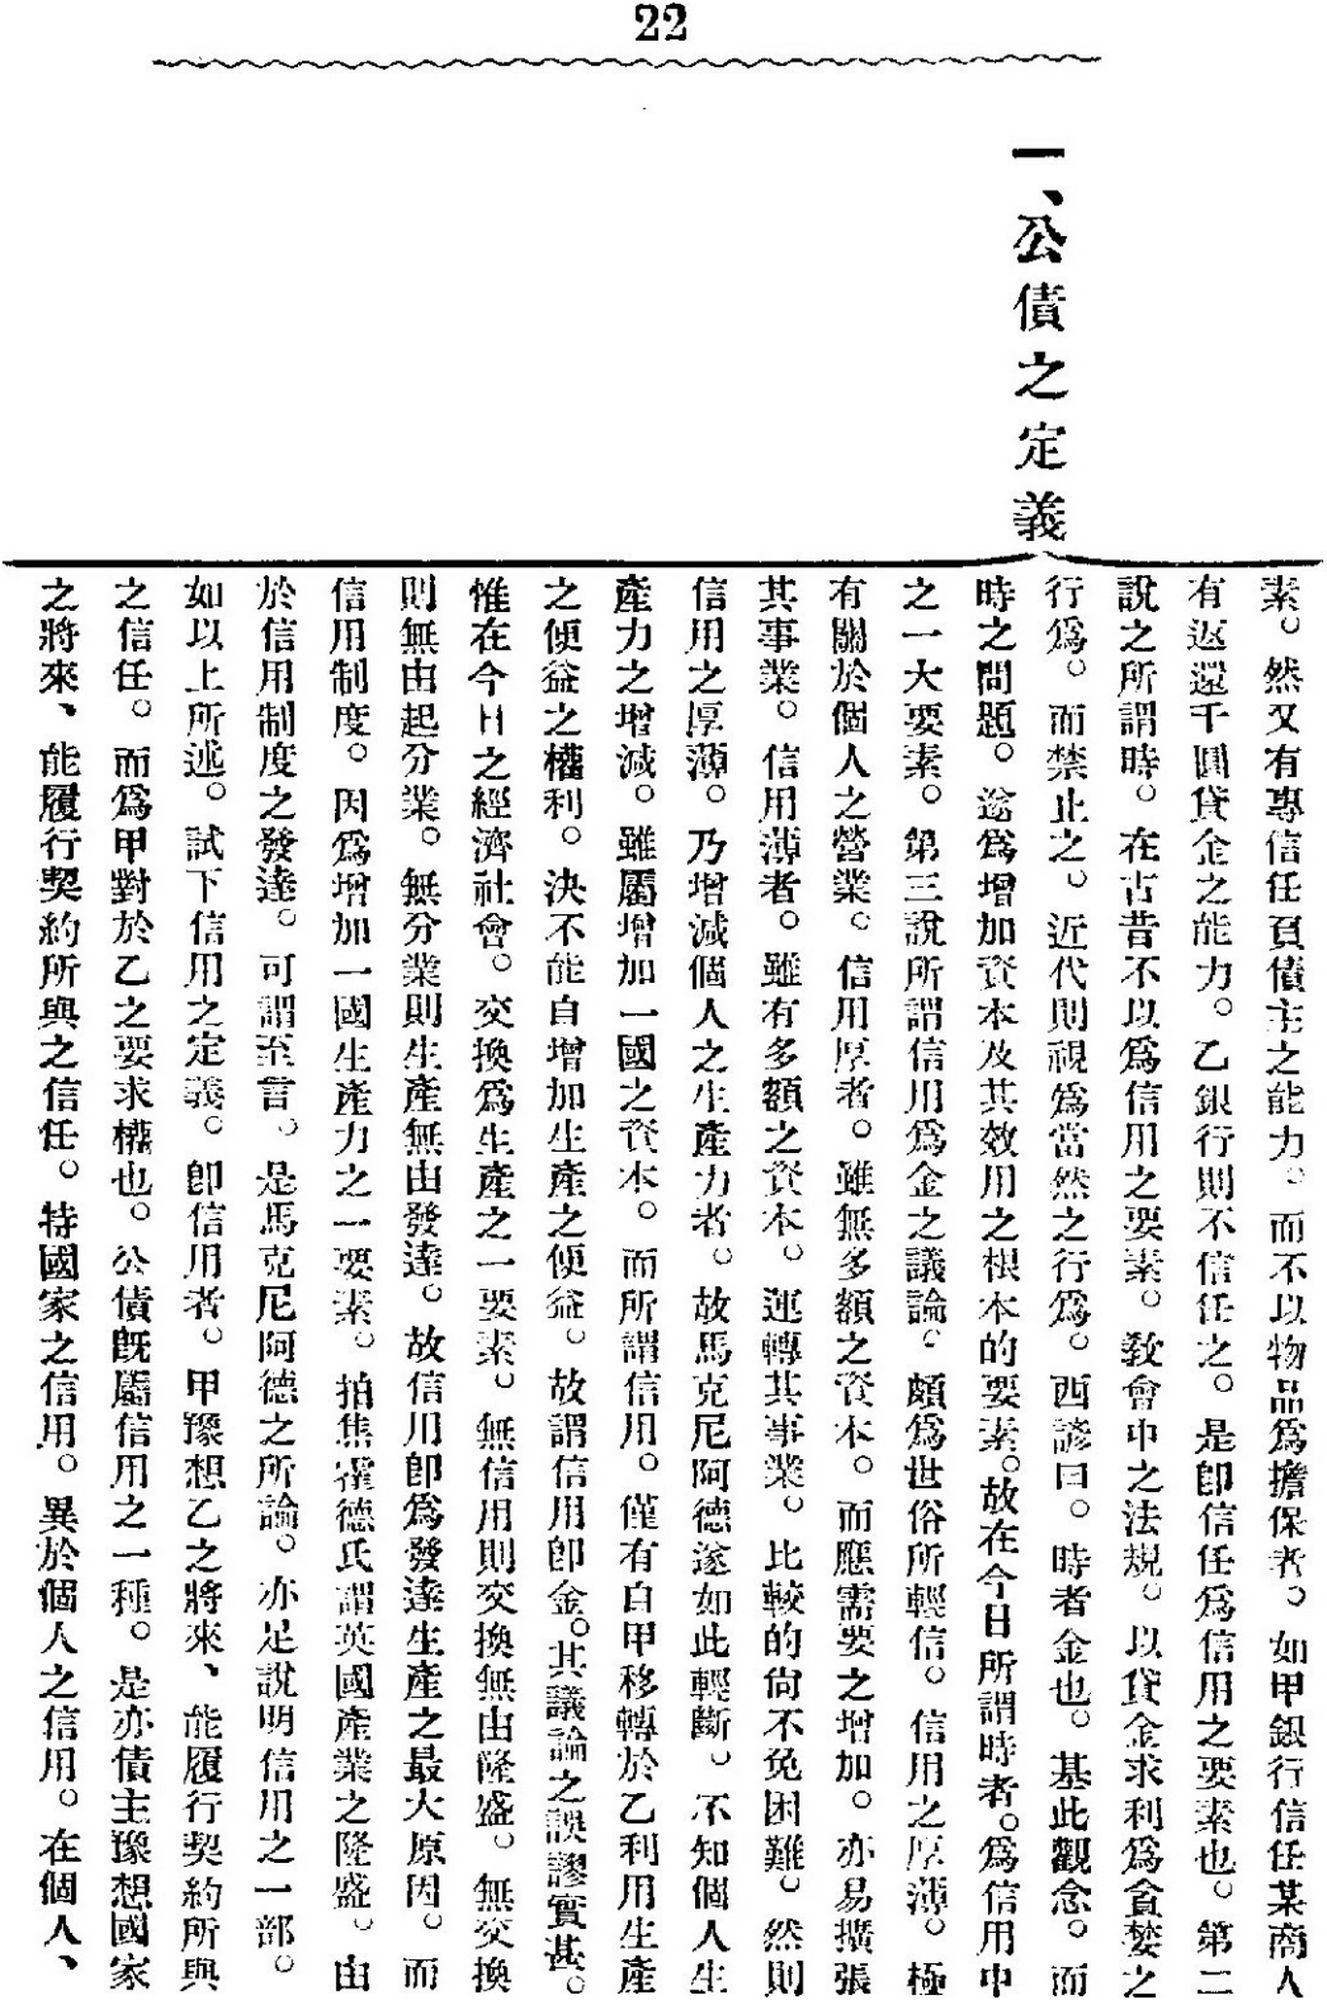 22
一、公債之定義
素。然又有專信任負債主之能力。而不以物品爲擔保者。如甲銀行信任某商人
有返還千圓貸金之能力。乙銀行則不信任之。是卽信任爲信用之要素也。第二
說之所謂時。在古昔不以爲信用之要素。敎會中之法規。以貸金求利爲貪婪之
行爲。而禁止之。近代則視爲當然之行爲。西諺曰。時者金也。基此觀念。而
時之問題。遂爲增加資本及其效用之根本的要素。故在今日所謂時者。爲信用中
之一大要素。第三說所謂信用爲金之議論。頗爲世俗所輕信。信用之厚薄。極
有關於個人之營業。信用厚者。雖無多額之資本。而應需要之增加。亦易擴張
其事業。信用薄者。雖有多額之資本。運轉其事業。比較的尙不免困難。然則
信用之厚薄。乃增減個人之生產力者。故馬克尼阿德遂如此輕斷。不知個人生
產力之增減。雖屬增加一國之資本。而所謂信用。僅有自甲移轉於乙利用生產
之便益之權利。決不能自增加生產之便益。故謂信用卽金。其議論之誤謬實甚。
惟在今日之經濟社會。交換爲生產之一要素。無信用則交換無由隆盛。無交換
則無由起分業。無分業則生產無由發達。故信用卽爲發達生產之最大原因。而
信用制度。因爲增加一國生產力之一要素。拍焦霍德氏謂英國產業之隆盛。由
於信用制度之發達。可謂至言。是馬克尼阿德之所論。亦足說明信用之一部。
如以上所述。試下信用之定義。卽信用者。甲豫想乙之將來、能履行契約所與
之信任。而爲甲對於乙之要求權也。公債旣屬信用之一種。是亦債主豫想國家
之將來、能履行契約所與之信任。特國家之信用。異於個人之信用。在個人、